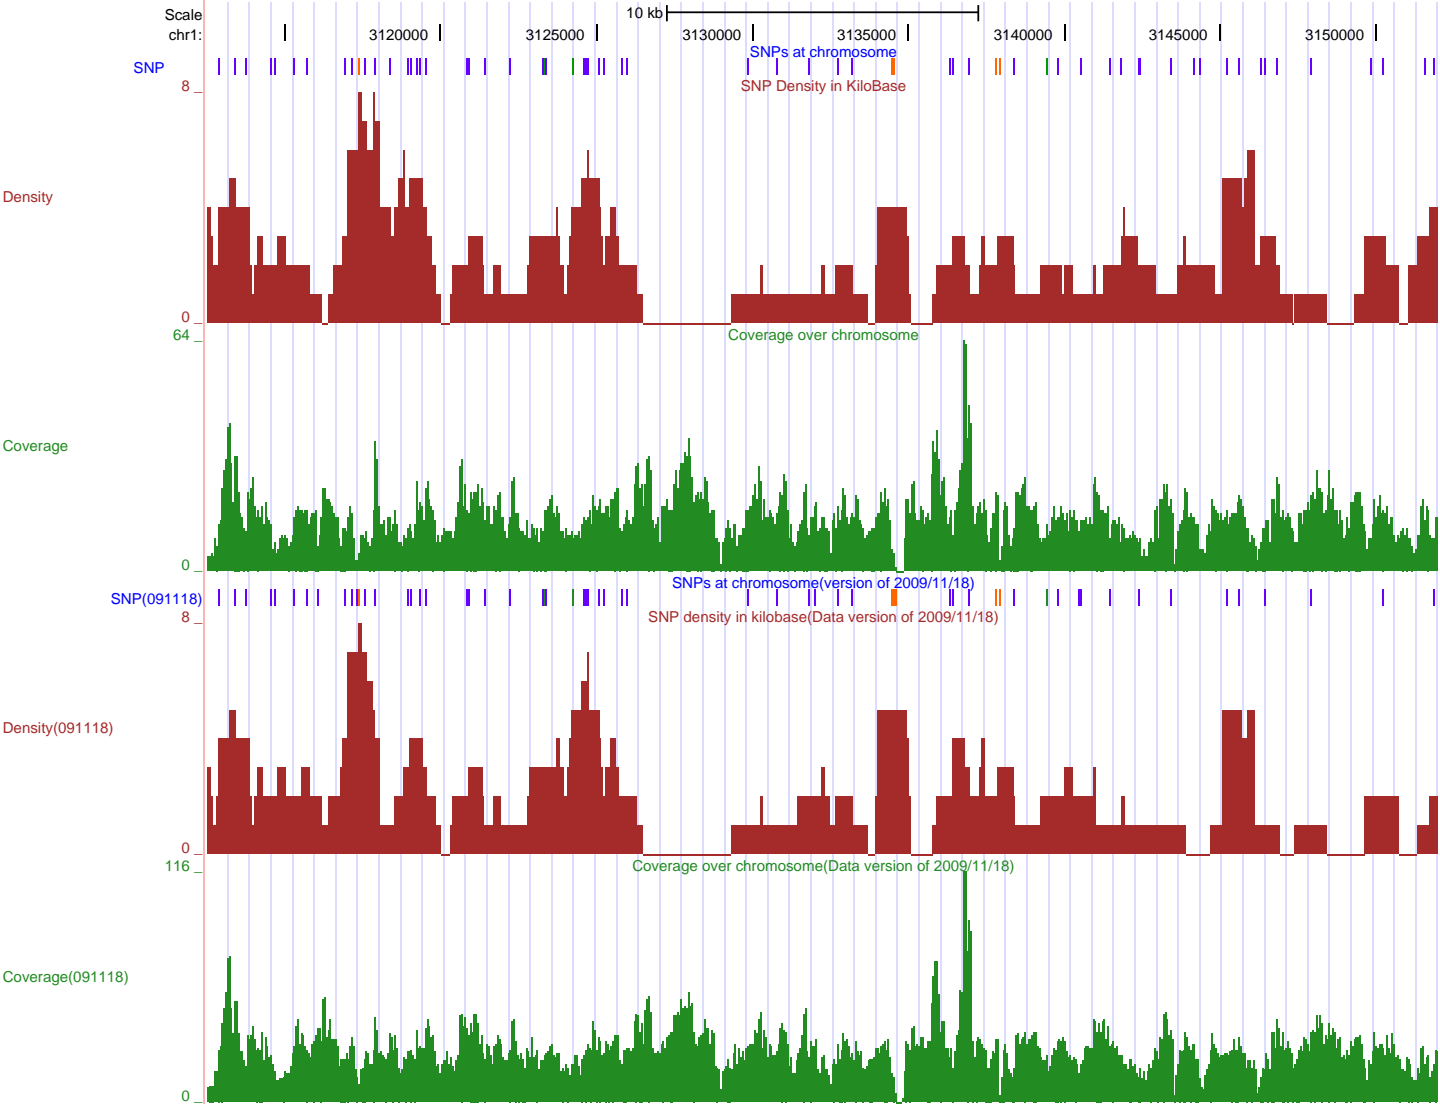 Scale 10 kb
chr1: 3120000 3125000 3130000 3135000 3140000 3145000 3150000
SNPs at chromosome
SNP
8 _
SNP Density in KiloBase
Density
0 _
64 _
Coverage over chromosome
Coverage
0 _
SNPs at chromosome(version of 2009/11/18)
SNP(091118)
8 _
SNP density in kilobase(Data version of 2009/11/18)
Density(091118)
0 _
116 _
Coverage over chromosome(Data version of 2009/11/18)
Coverage(091118)
0 _